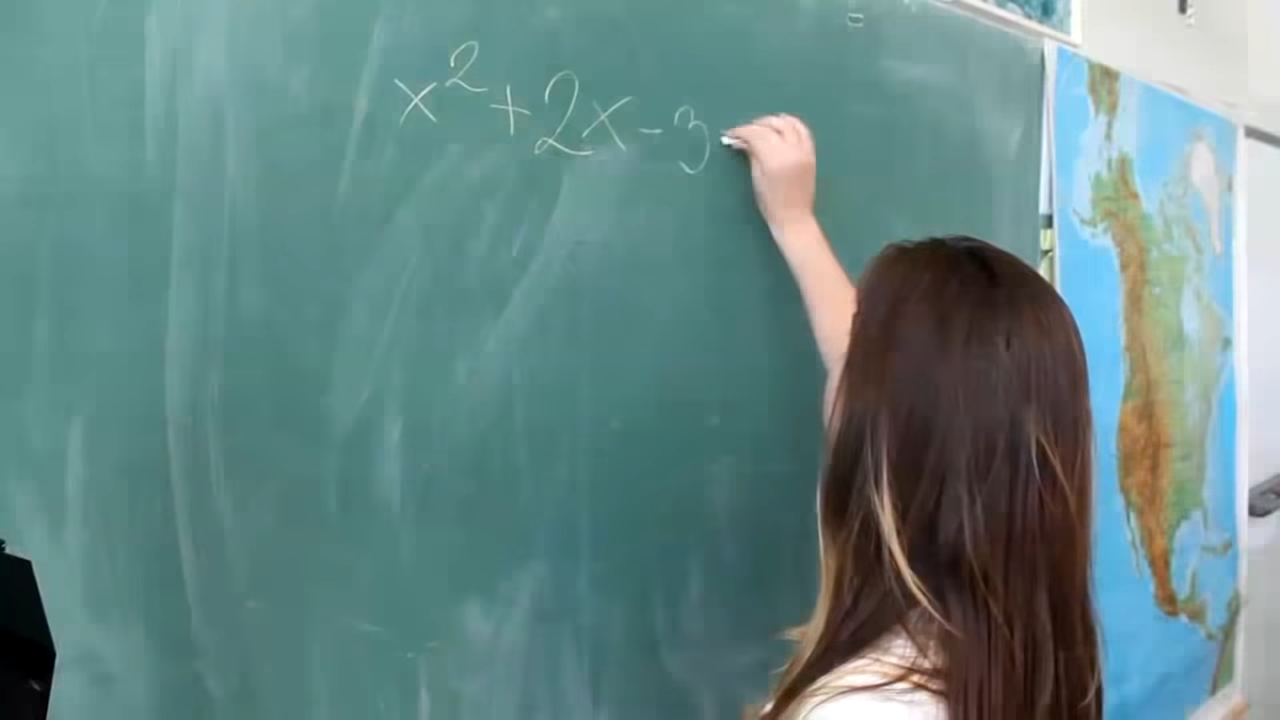 x² + 2x - 3